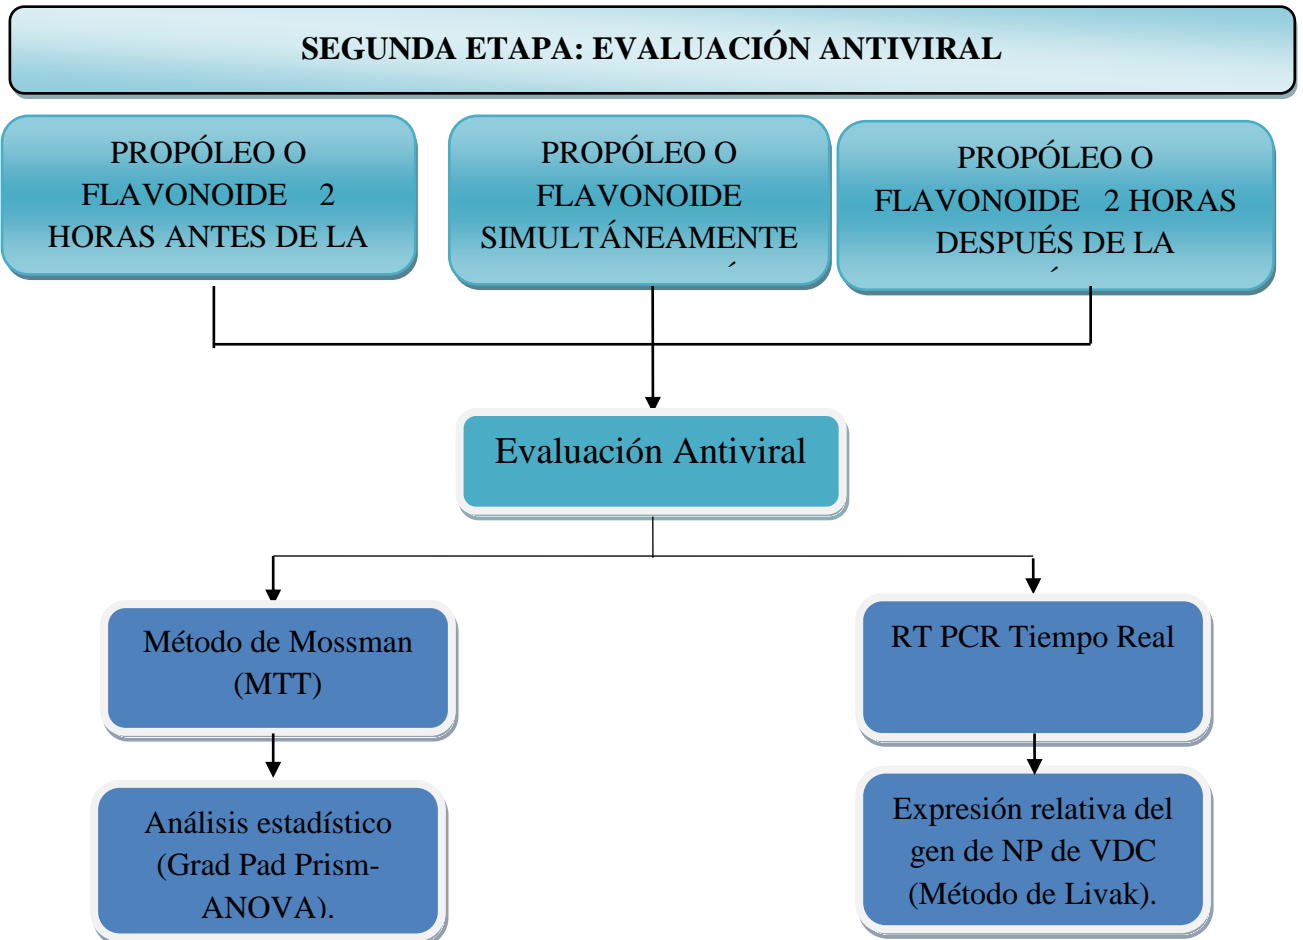 SEGUNDA ETAPA: EVALUACIÓN ANTIVIRAL
PROPÓLEO O
FLAVONOIDE 2
HORAS ANTES DE LA
PROPÓLEO O
FLAVONOIDE
SIMULTÁNEAMENTE
PROPÓLEO O
FLAVONOIDE 2 HORAS
DESPUÉS DE LA
Evaluación Antiviral
Método de Mossman
(MTT)
RT PCR Tiempo Real
Análisis estadístico
(Grad Pad Prism-
ANOVA).
Expresión relativa del
gen de NP de VDC
(Método de Livak).